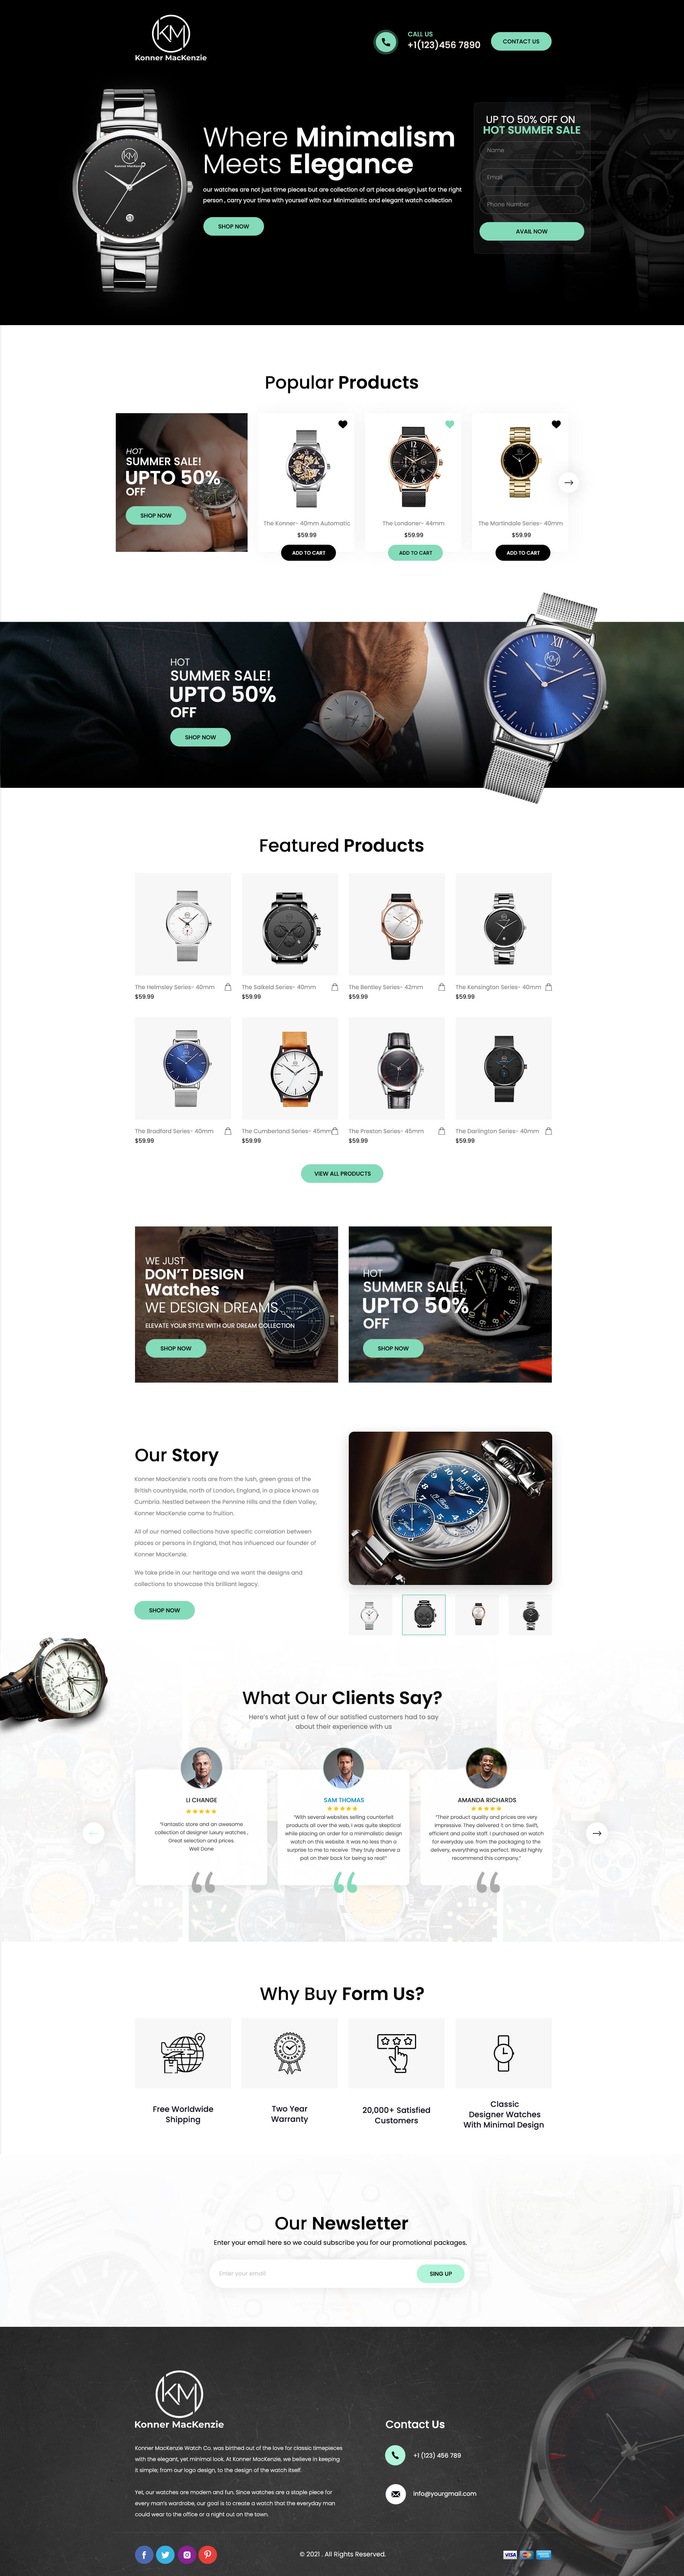 KM
Konner MacKenzie
CALL US
+1(123)456 7890
CONTACT US
Where Minimalism
Meets Elegance
our watches are not just time pieces but are collection of art pieces design just for the right
person , carry your time with yourself with our Minimalistic and elegant watch collection
SHOP NOW
UP TO 50% OFF ON
HOT SUMMER SALE
Name
Email
Phone Number
AVAIL NOW
Popular Products
HOT
SUMMER SALE!
UPTO 50%
OFF
SHOP NOW
The Konner- 40mm Automatic
$59.99
ADD TO CART
The Londoner- 44mm
$59.99
ADD TO CART
The Martindale Series- 40mm
$59.99
ADD TO CART
HOT
SUMMER SALE!
UPTO 50%
OFF
SHOP NOW
KM
Featured Products
The Helmsley Series- 40mm
$59.99
The Salkeld Series- 40mm
$59.99
The Bentley Series- 42mm
$59.99
The Kensington Series- 40mm
$59.99
The Bradford Series- 40mm
$59.99
The Cumberland Series- 45mm
$59.99
The Preston Series- 45mm
$59.99
The Darlington Series- 40mm
$59.99
VIEW ALL PRODUCTS
WE JUST
DON'T DESIGN
Watches
WE DESIGN DREAMS
ELEVATE YOUR STYLE WITH OUR DREAM COLLECTION
SHOP NOW
HOT
SUMMER SALE!
UPTO 50%
OFF
SHOP NOW
Our Story
Konner MacKenzie's roots are from the lush, green grass of the
British countryside, north of London, England, in a place known as
Cumbria. Nestled between the Pennine Hills and the Eden Valley,
Konner MacKenzie came to fruition.
All of our named collections have specific correlation between
places or persons in England, that has influenced our founder of
Konner MacKenzie.
We take pride in our heritage and we want the designs and
collections to showcase this brilliant legacy.
SHOP NOW
What Our Clients Say?
Here's what just a few of our satisfied customers had to say
about their experience with us
LI CHANGE
"Fantastic store and an awesome
collection of designer luxury watches ,
Great selection and prices.
Well Done
SAM THOMAS
"With several websites selling counterfeit
products all over the web, I was quite skeptical
while placing an order for a minimalistic design
watch on this website. It was no less than a
surprise to me to receive They truly deserve a
pat on their back for being so real!"
AMANDA RICHARDS
"Their product quality and prices are very
impressive. They delivered it on time. Swift,
efficient and polite staff. I purchased an watch
for everyday use. from the packaging to the
delivery, everything was perfect. Would highly
recommend this company."
Why Buy Form Us?
Free Worldwide
Shipping
Two Year
Warranty
20,000+ Satisfied
Customers
Classic
Designer Watches
With Minimal Design
Our Newsletter
Enter your email here so we could subscribe you for our promotional packages.
Enter your email
SING UP
KM
Konner MacKenzie
Konner MacKenzie Watch Co. was birthed out of the love for classic timepieces
with the elegant, yet minimal look. At Konner MacKenzie, we believe in keeping
it simple; from our logo design, to the design of the watch itself.
Yet, our watches are modern and fun. Since watches are a staple piece for
every man's wardrobe, our goal is to create a watch that the everyday man
could wear to the office or a night out on the town.
Contact Us
+1 (123) 456 789
info@yourgmail.com
© 2021 . All Rights Reserved.
VISA